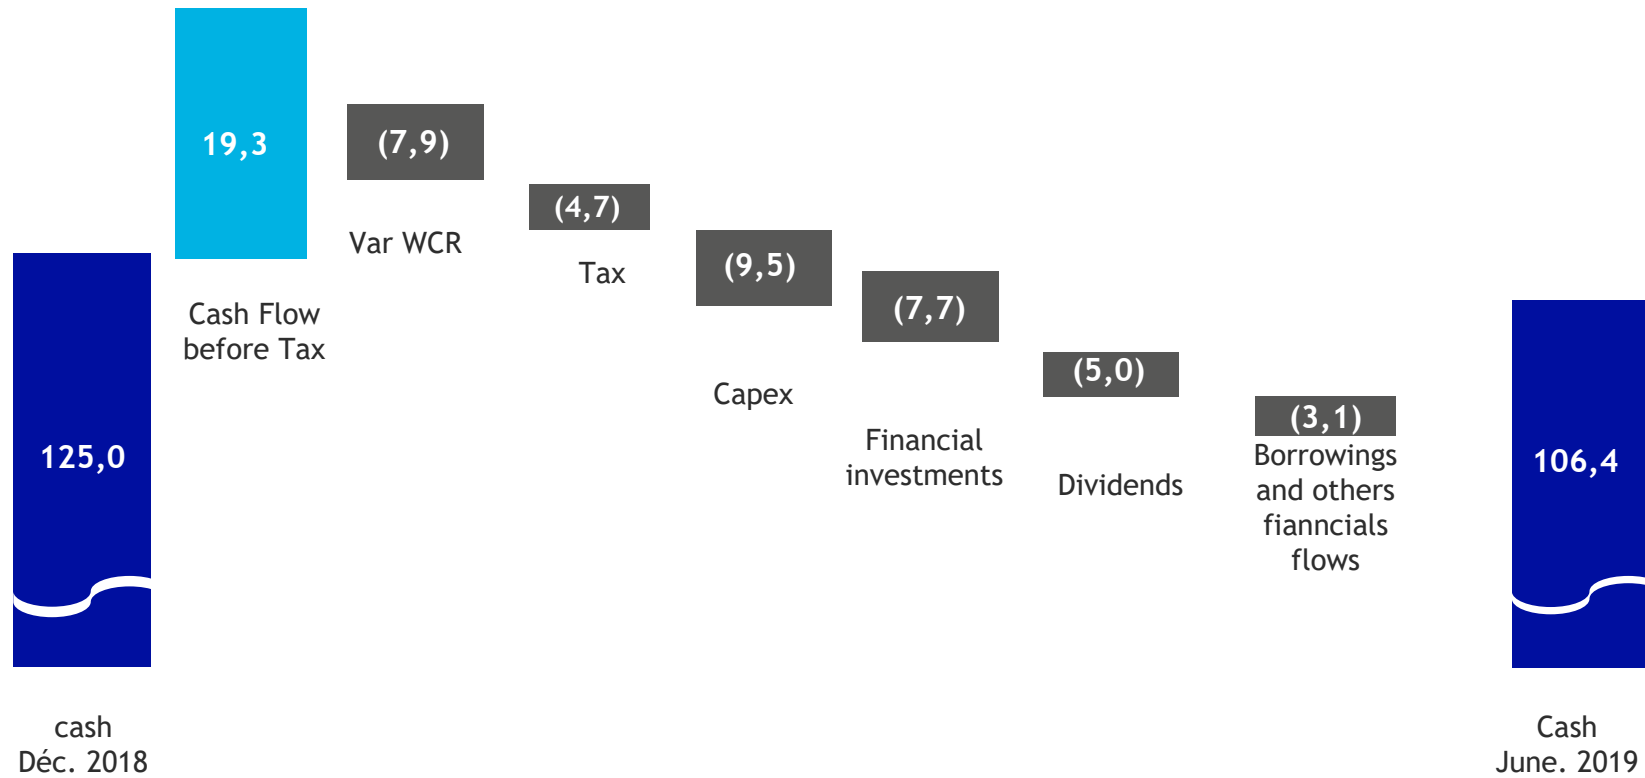 125,0
cash
Déc. 2018
19,3
Cash Flow
before Tax
(7,9)
Var WCR
(4,7)
Tax
(9,5)
Capex
(7,7)
Financial
investments
(5,0)
Dividends
(3,1)
Borrowings
and others
fianncials
flows
106,4
Cash
June. 2019